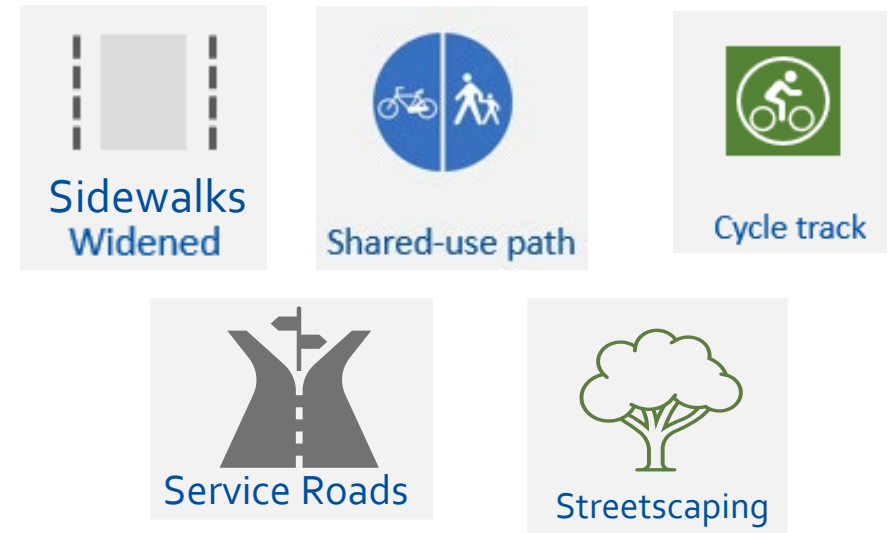 Sidewalks
Widened
Shared-use path
Cycle track
Service Roads
Streetscaping